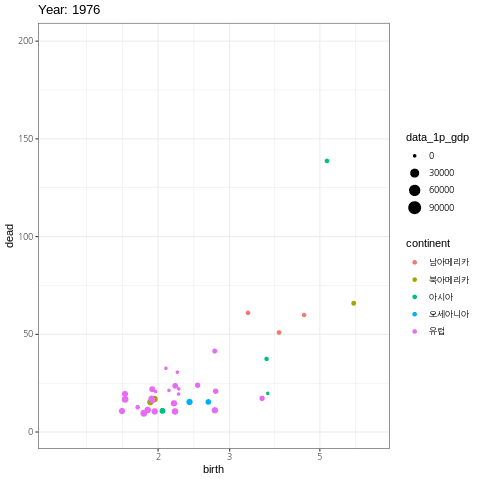 Year: 1976
200
150
100
50
0
dead
2
3
5
birth
data_1p_gdp
0
30000
60000
90000
continent
남아메리카
북아메리카
아시아
오세아니아
유럽